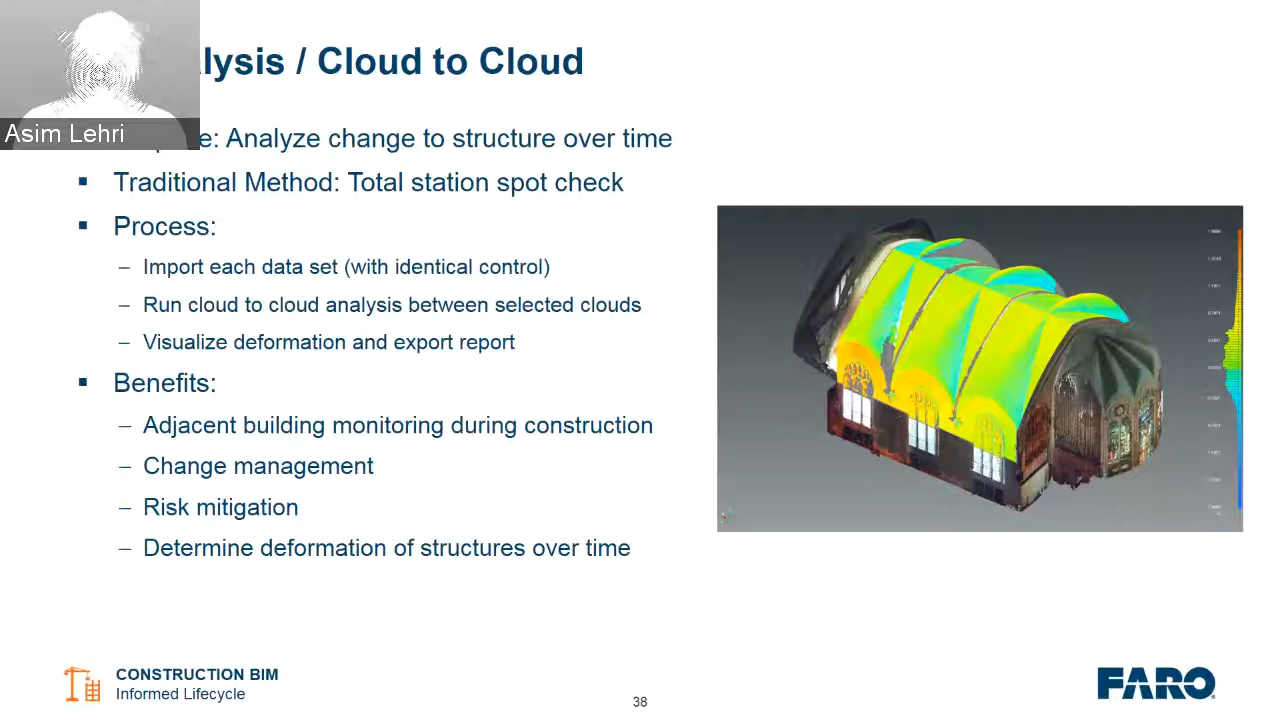 lysis / Cloud to Cloud
Asim Lehri
e: Analyze change to structure over time
▪ Traditional Method: Total station spot check
▪ Process:
– Import each data set (with identical control)
– Run cloud to cloud analysis between selected clouds
– Visualize deformation and export report
▪ Benefits:
– Adjacent building monitoring during construction
– Change management
– Risk mitigation
– Determine deformation of structures over time
CONSTRUCTION BIM
Informed Lifecycle
38
FARO